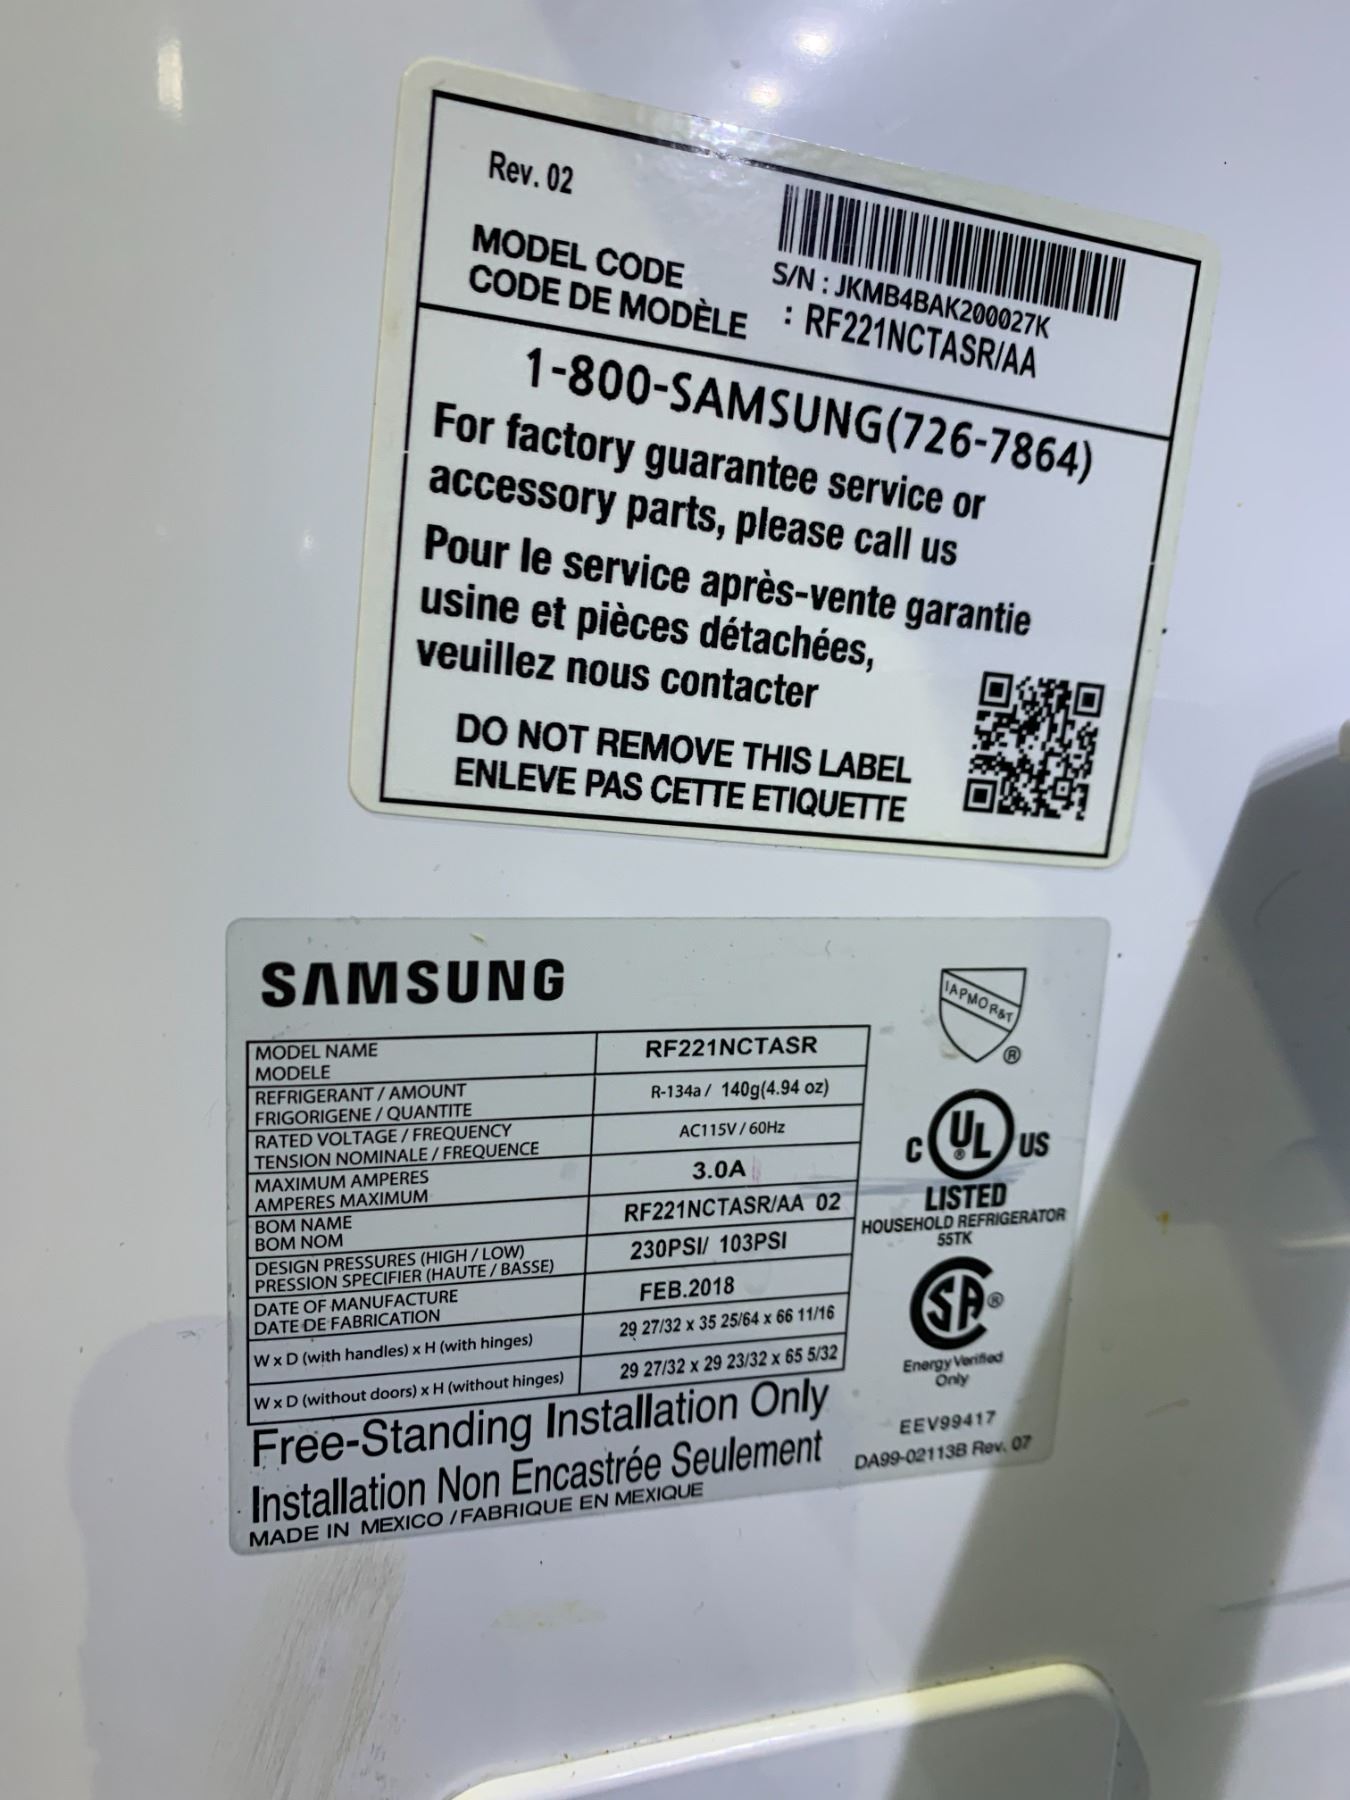 Rev. 02
S/N : JKMB4BAK200027K
MODEL CODE
CODE DE MODÈLE : RF221NCTASR/AA
1-800-SAMSUNG(726-7864)
For factory guarantee service or
accessory parts, please call us
Pour le service après-vente garantie
usine et pièces détachées,
veuillez nous contacter
DO NOT REMOVE THIS LABEL
ENLEVE PAS CETTE ETIQUETTE
SAMSUNG
MODEL NAME
MODELE
RF221NCTASR
REFRIGERANT / AMOUNT
FRIGORIGENE / QUANTITE
R-134a / 140g(4.94 oz)
RATED VOLTAGE / FREQUENCY
TENSION NOMINALE / FREQUENCE
AC115V / 60Hz
MAXIMUM AMPERES
AMPERES MAXIMUM
3.0A
BOM NAME
BOM NOM
RF221NCTASR/AA 02
DESIGN PRESSURES (HIGH / LOW)
PRESSION SPECIFIER (HAUTE / BASSE)
230PSI/ 103PSI
DATE OF MANUFACTURE
DATE DE FABRICATION
FEB.2018
W x D (with handles) x H (with hinges)
29 27/32 x 35 25/64 x 66 11/16
W x D (without doors) x H (without hinges)
29 27/32 x 29 23/32 x 65 5/32
Free-Standing Installation Only
Installation Non Encastrée Seulement
MADE IN MEXICO / FABRIQUE EN MEXIQUE
IAPMO R&T
®
C UL® US
LISTED
HOUSEHOLD REFRIGERATOR
55TK
SA®
Energy Verified
Only
EEV99417
DA99-02113B Rev. 07